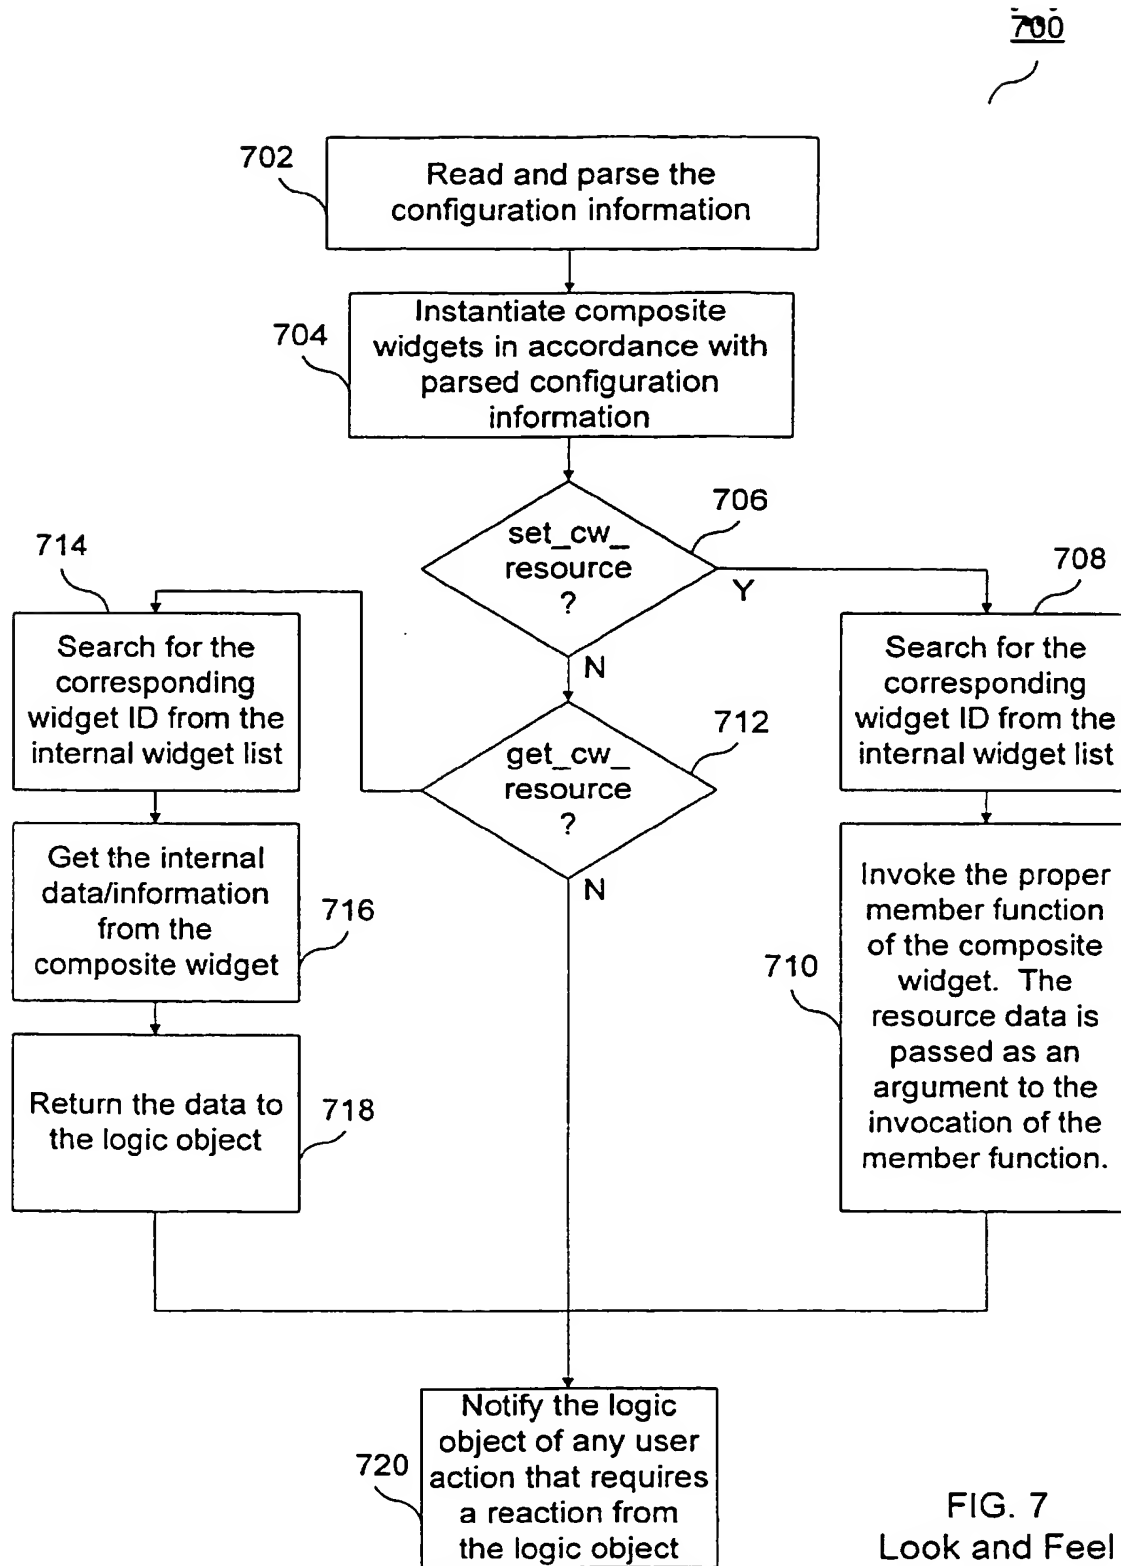 700
702
Read and parse the
configuration information
704
Instantiate composite
widgets in accordance with
parsed configuration
information
706
set_cw_
resource
?
Y
N
714
Search for the
corresponding
widget ID from the
internal widget list
708
Search for the
corresponding
widget ID from the
internal widget list
712
get_cw_
resource
?
N
Get the internal
data/information
from the
composite widget
716
710
Invoke the proper
member function
of the composite
widget. The
resource data is
passed as an
argument to the
invocation of the
member function.
Return the data to
the logic object
718
720
Notify the logic
object of any user
action that requires
a reaction from
the logic object
FIG. 7
Look and Feel